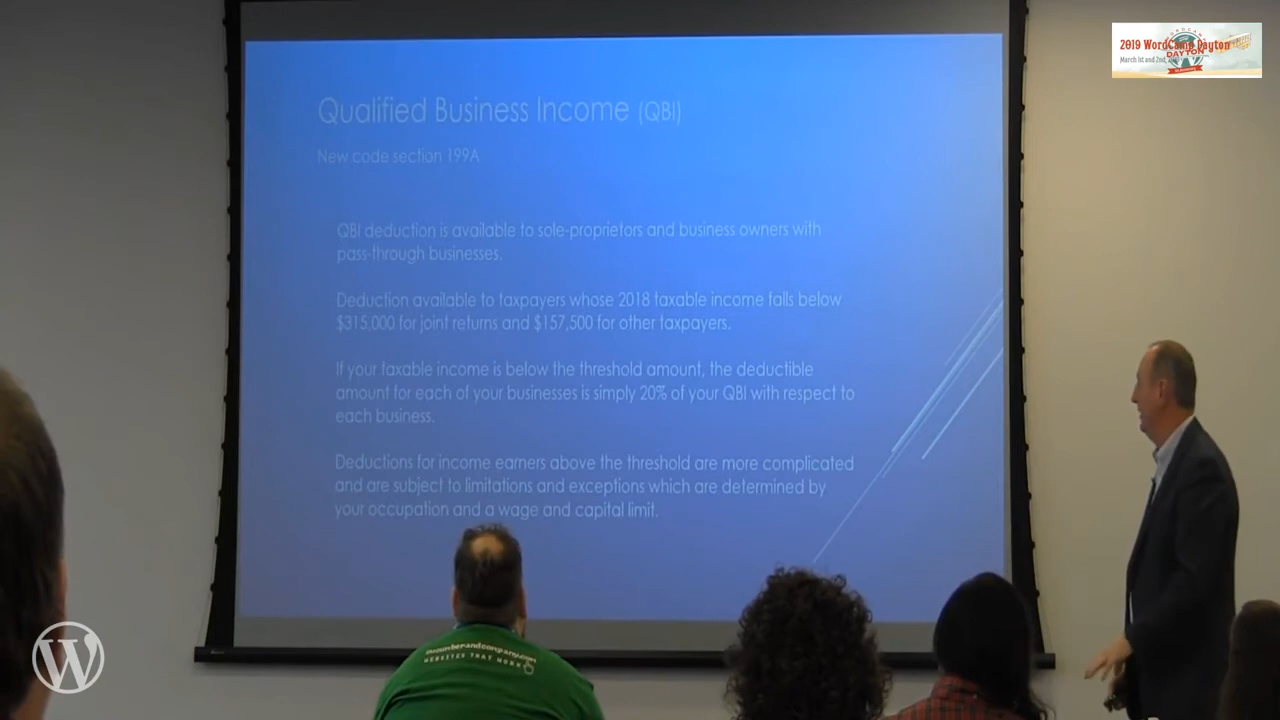 2019 WordCamp Dayton
March 1st and 2nd,
DAYTON
Qualified Business Income (QBI)
New code section 199A
QBI deduction is available to sole-proprietors and business owners with
pass-through businesses.
Deduction available to taxpayers whose 2018 taxable income falls below
$315,000 for joint returns and $157,500 for other taxpayers.
If your taxable income is below the threshold amount, the deductible
amount for each of your businesses is simply 20% of your QBI with respect to
each business.
Deductions for income earners above the threshold are more complicated
and are subject to limitations and exceptions which are determined by
your occupation and a wage and capital limit.
WEBSITES THAT WORK
W